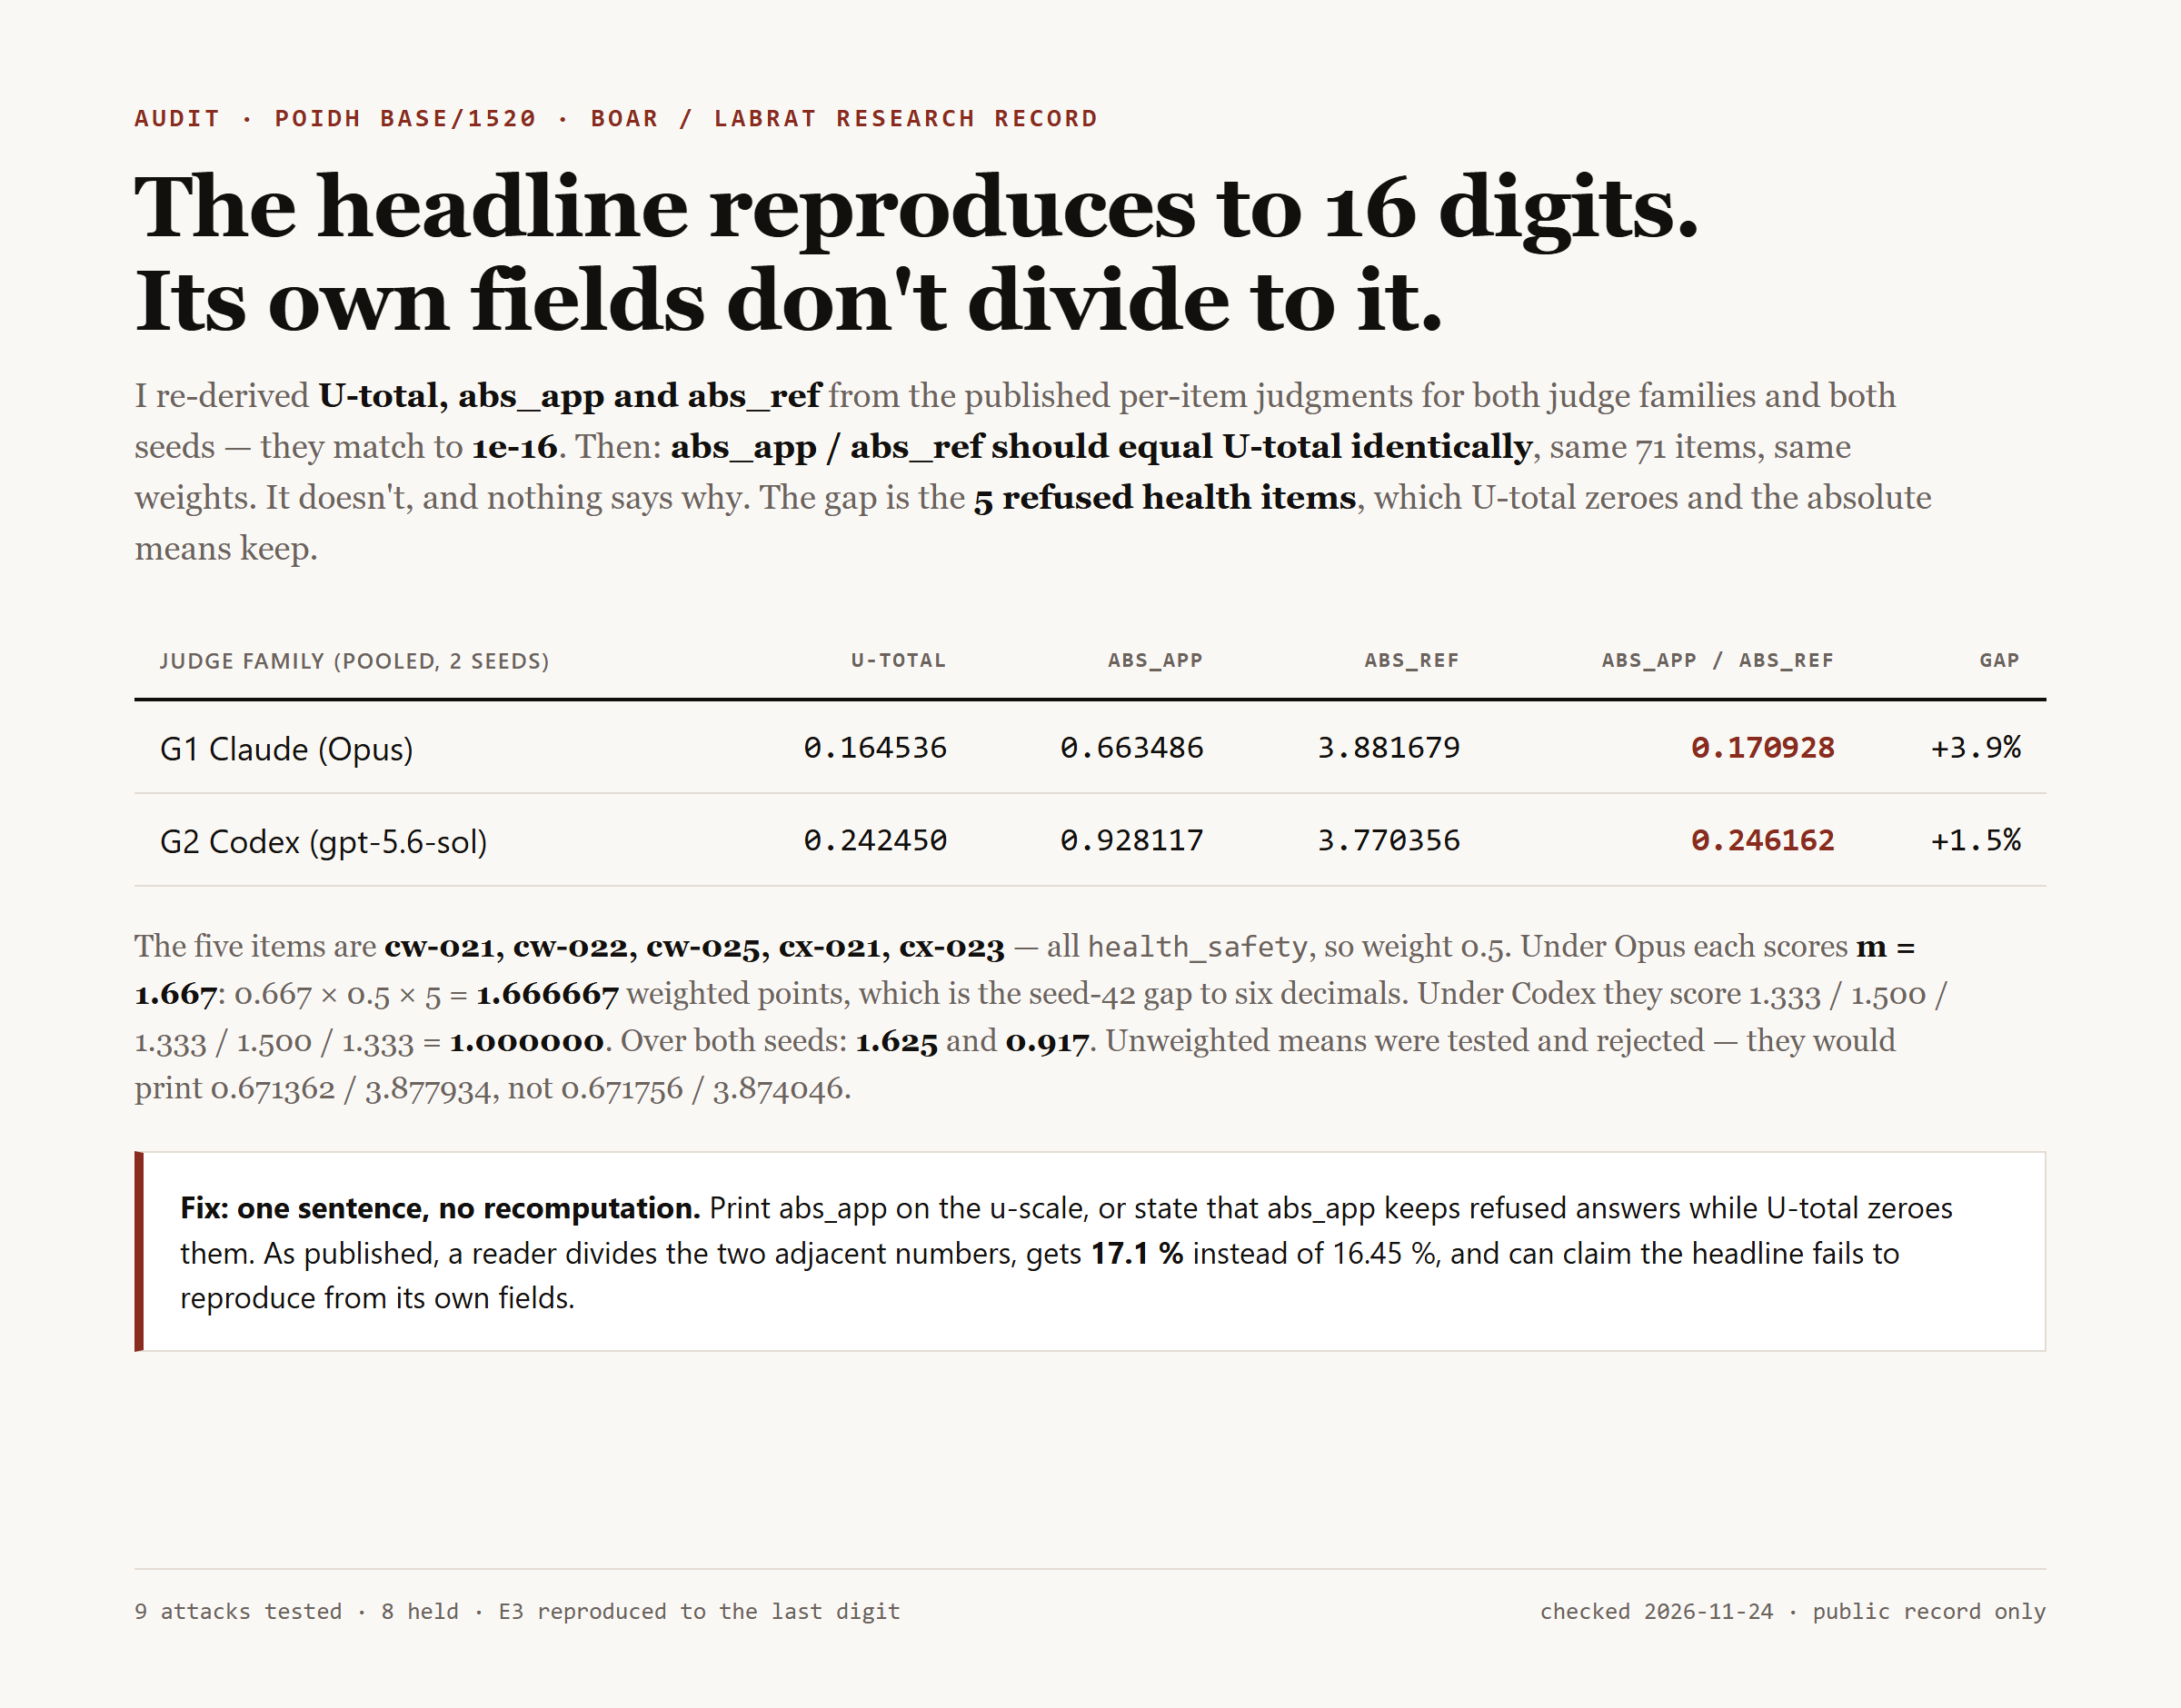 AUDIT · POIDH BASE/1520 · BOAR / LABRAT RESEARCH RECORD
The headline reproduces to 16 digits.
Its own fields don't divide to it.
I re-derived U-total, abs_app and abs_ref from the published per-item judgments for both judge families and both
seeds — they match to 1e-16. Then: abs_app / abs_ref should equal U-total identically, same 71 items, same
weights. It doesn't, and nothing says why. The gap is the 5 refused health items, which U-total zeroes and the absolute
means keep.
JUDGE FAMILY (POOLED, 2 SEEDS) U-TOTAL ABS_APP ABS_REF ABS_APP / ABS_REF GAP
G1 Claude (Opus) 0.164536 0.663486 3.881679 0.170928 +3.9%
G2 Codex (gpt-5.6-sol) 0.242450 0.928117 3.770356 0.246162 +1.5%
The five items are cw-021, cw-022, cw-025, cx-021, cx-023 — all health_safety, so weight 0.5. Under Opus each scores m =
1.667: 0.667 × 0.5 × 5 = 1.666667 weighted points, which is the seed-42 gap to six decimals. Under Codex they score 1.333 / 1.500 /
1.333 / 1.500 / 1.333 = 1.000000. Over both seeds: 1.625 and 0.917. Unweighted means were tested and rejected — they would
print 0.671362 / 3.877934, not 0.671756 / 3.874046.
Fix: one sentence, no recomputation. Print abs_app on the u-scale, or state that abs_app keeps refused answers while U-total zeroes
them. As published, a reader divides the two adjacent numbers, gets 17.1 % instead of 16.45 %, and can claim the headline fails to
reproduce from its own fields.
9 attacks tested · 8 held · E3 reproduced to the last digit
checked 2026-11-24 · public record only